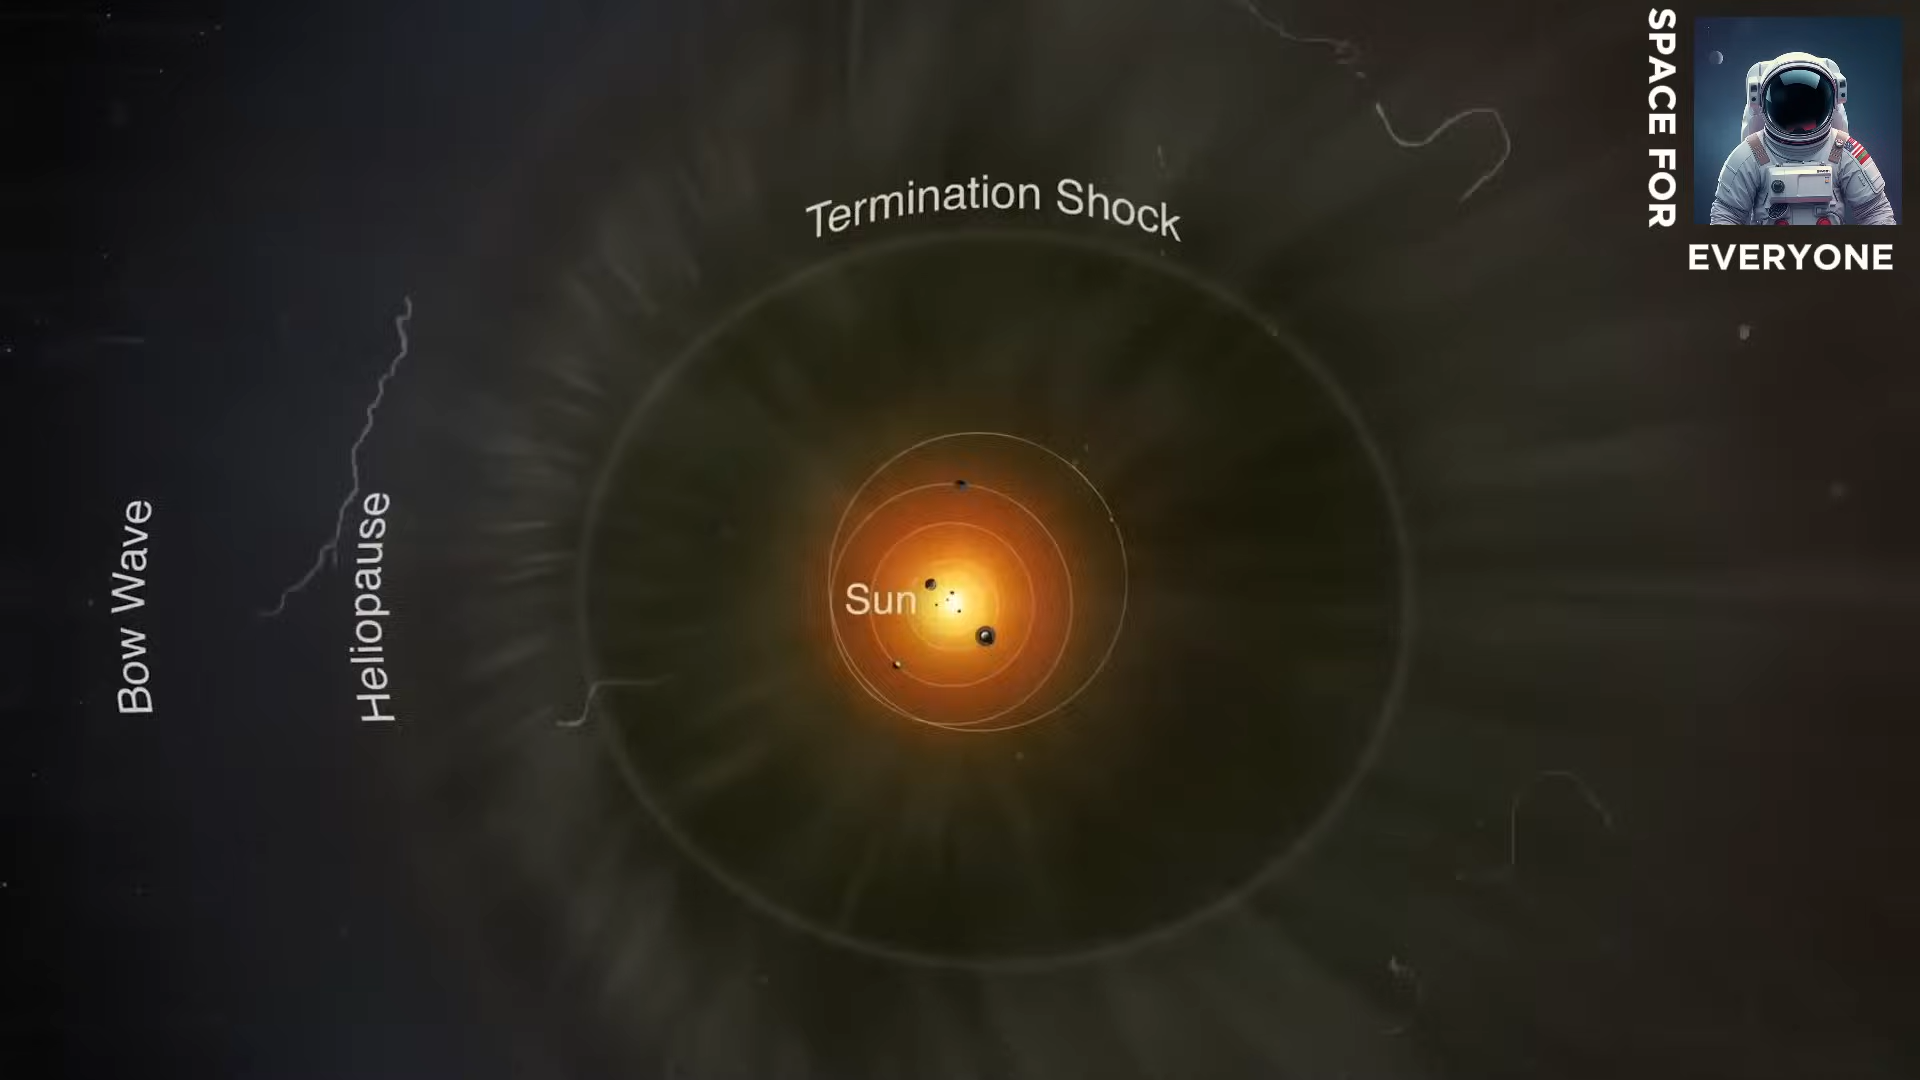 Termination Shock
Sun
Heliopause
Bow Wave
SPACE FOR
EVERYONE